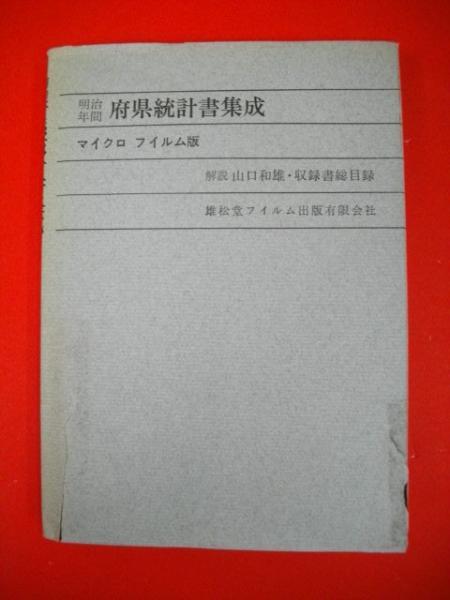 明治年間 府県統計書集成
マイクロ フイルム版
解説 山口和雄・収録書総目録
雄松堂フイルム出版有限会社